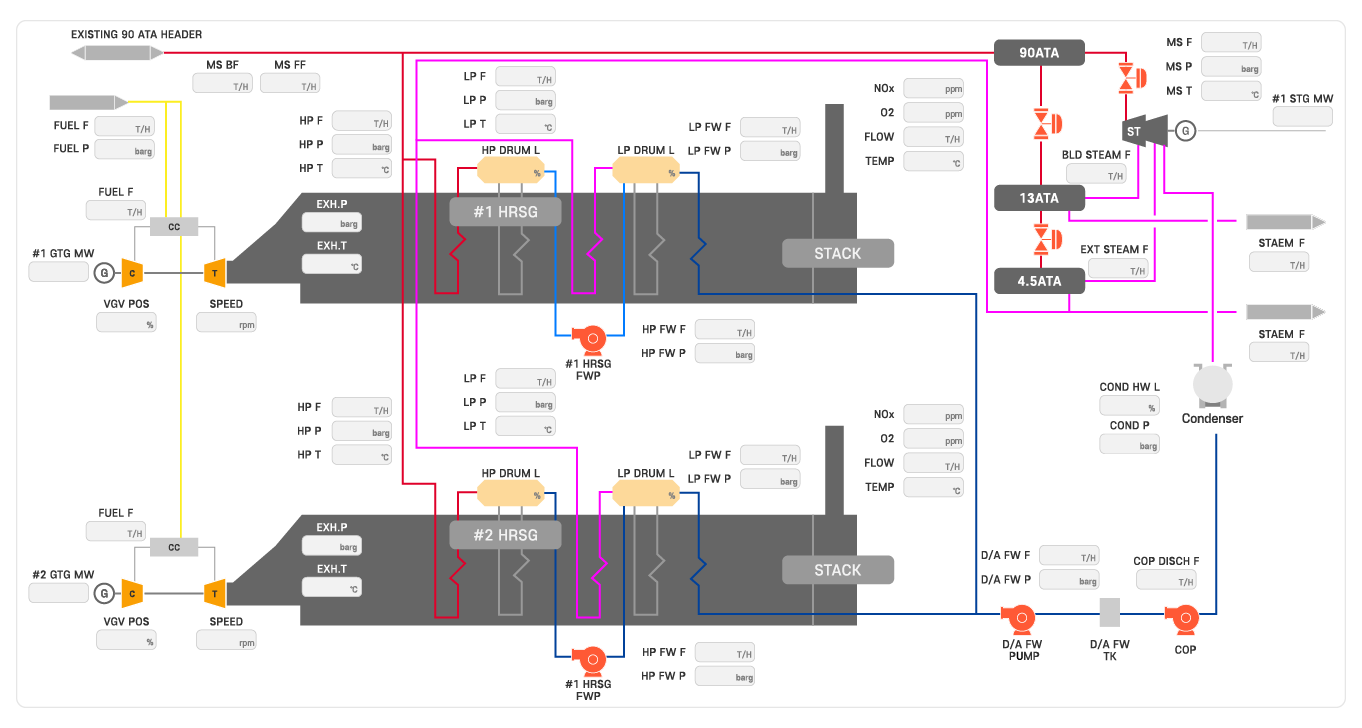 EXISTING 90 ATA HEADER
MS BF
T/H
MS FF
T/H
FUEL F
T/H
FUEL P
barg
HP F
T/H
HP P
barg
HP T
°C
LP F
T/H
LP P
barg
LP T
°C
HP DRUM L
%
LP DRUM L
%
LP FW F
T/H
LP FW P
barg
NOx
ppm
O2
ppm
FLOW
T/H
TEMP
°C
90ATA
13ATA
4.5ATA
MS F
T/H
MS P
barg
MS T
°C
#1 STG MW
ST
G
BLD STEAM F
T/H
EXT STEAM F
T/H
STAEM F
T/H
STAEM F
T/H
FUEL F
T/H
CC
#1 GTG MW
G
C
T
VGV POS
%
SPEED
rpm
EXH.P
barg
EXH.T
°C
#1 HRSG
STACK
#1 HRSG
FWP
HP FW F
T/H
HP FW P
barg
COND HW L
%
COND P
barg
Condenser
HP F
T/H
HP P
barg
HP T
°C
LP F
T/H
LP P
barg
LP T
°C
HP DRUM L
%
LP DRUM L
%
LP FW F
T/H
LP FW P
barg
NOx
ppm
O2
ppm
FLOW
T/H
TEMP
°C
FUEL F
T/H
CC
#2 GTG MW
G
C
T
VGV POS
%
SPEED
rpm
EXH.P
barg
EXH.T
°C
#2 HRSG
STACK
#1 HRSG
FWP
HP FW F
T/H
HP FW P
barg
D/A FW F
T/H
D/A FW P
barg
COP DISCH F
T/H
D/A FW
PUMP
D/A FW
TK
COP